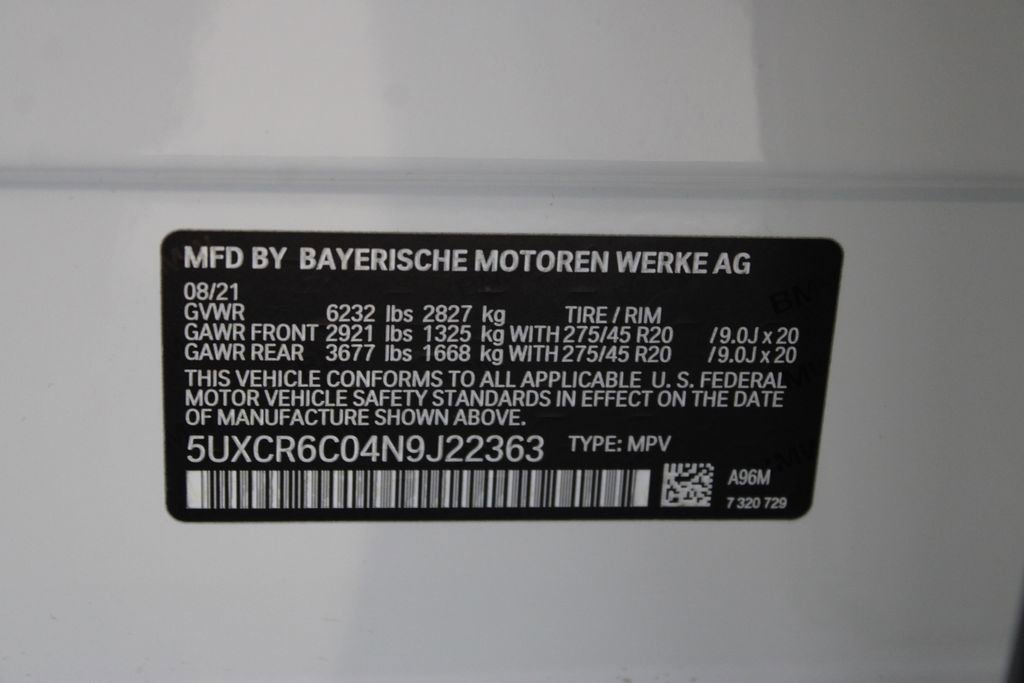 MFD BY BAYERISCHE MOTOREN WERKE AG
08/21
GVWR 6232 lbs 2827 kg TIRE / RIM
GAWR FRONT 2921 lbs 1325 kg WITH 275/45 R20 /9.0J x 20
GAWR REAR 3677 lbs 1668 kg WITH 275/45 R20 /9.0J x 20
THIS VEHICLE CONFORMS TO ALL APPLICABLE U. S. FEDERAL
MOTOR VEHICLE SAFETY STANDARDS IN EFFECT ON THE DATE
OF MANUFACTURE SHOWN ABOVE.
5UXCR6C04N9J22363 TYPE: MPV
A96M
7 320 729